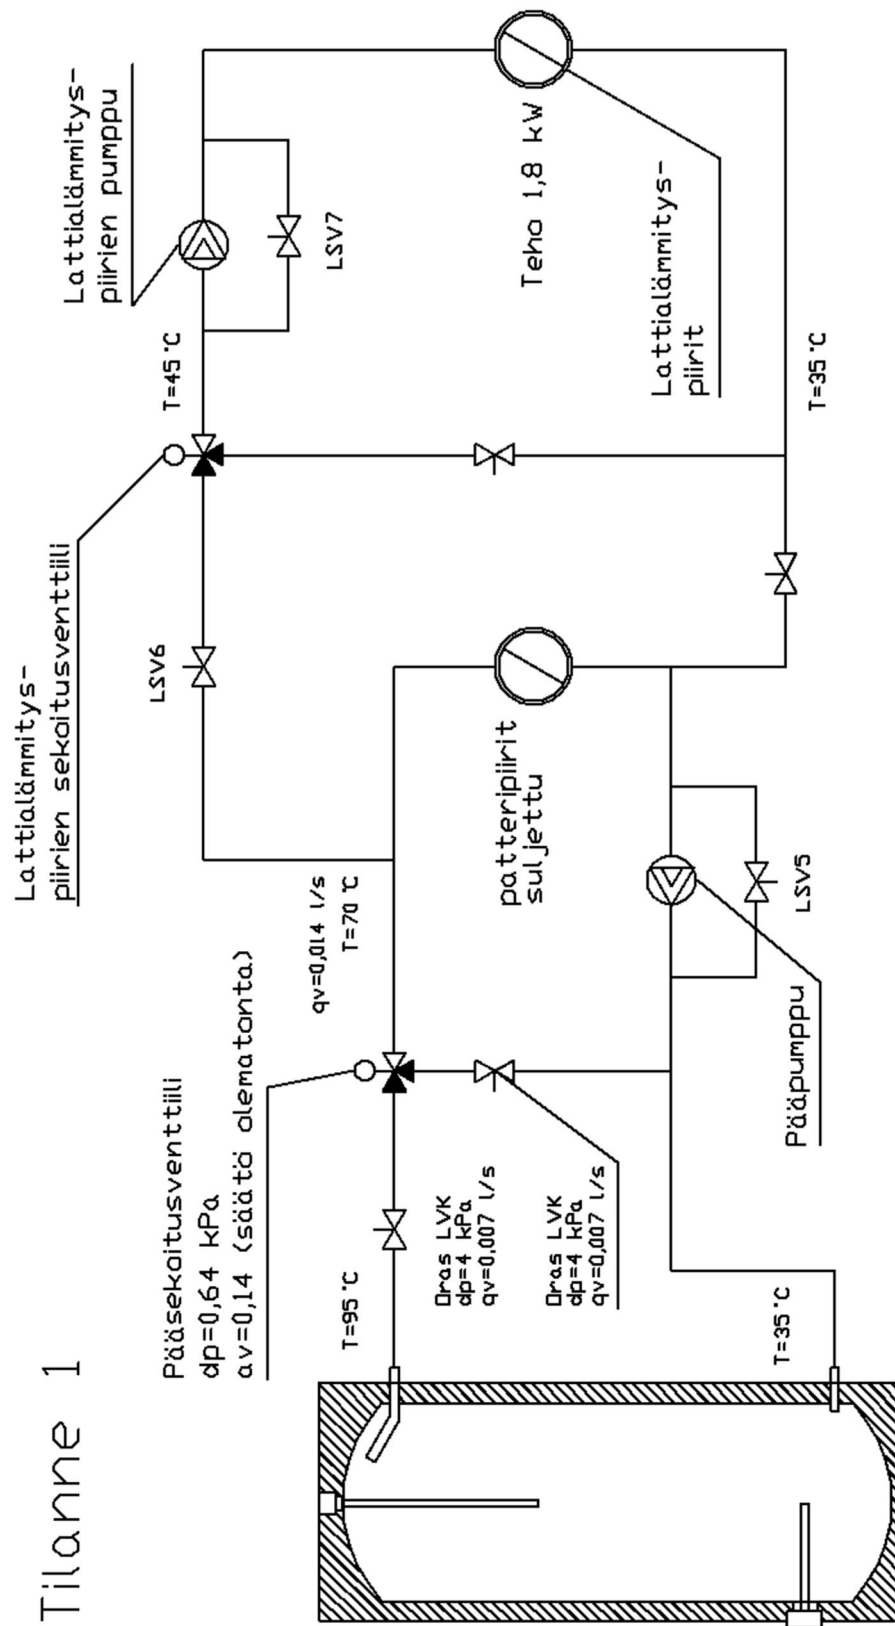 Tilanne 1
Pääsekoitusventtiili
dp=0,64 kPa
av=0,14 (säätö olematonta)
T=95 °C
Oras LVK
dp=4 kPa
qv=0,007 l/s
Oras LVK
dp=4 kPa
qv=0,007 l/s
T=35 °C
qv=0,014 l/s
T=70 °C
Pääpumppu
LSV5
patteripiirit
suljettu
Lattialämmitys-
piirien sekoitusventtiili
LSV6
T=45 °C
Lattialämmitys-
piirien pumppu
LSV7
Teho 1,8 kW
Lattialämmitys-
piirit
T=35 °C